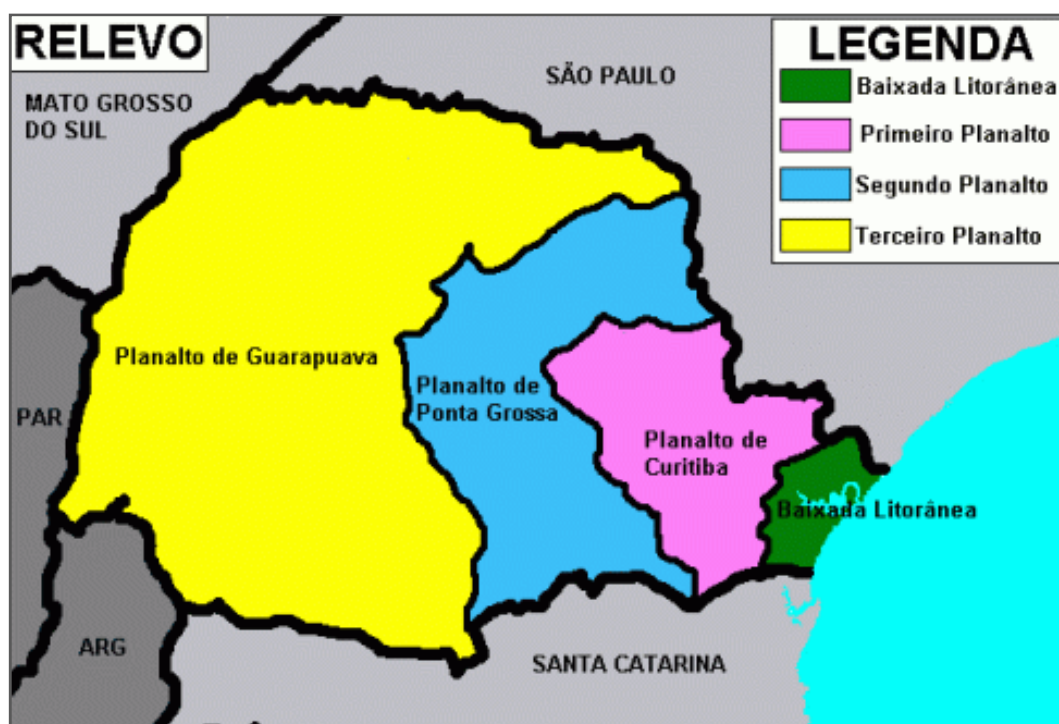 RELEVO
MATO GROSSO
DO SUL
SÃO PAULO
LEGENDA
Baixada Litorânea
Primeiro Planalto
Segundo Planalto
Terceiro Planalto
Planalto de Guarapuava
Planalto de
Ponta Grossa
Planalto de
Curitiba
Baixada Litorânea
PAR
ARG
SANTA CATARINA